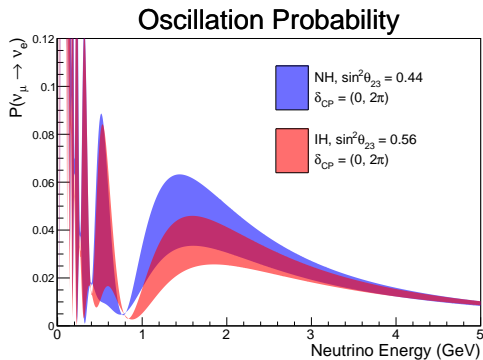 Oscillation Probability
P(ν_μ → ν_e)
0.12
0.1
0.08
0.06
0.04
0.02
0
NH, sin²θ₂₃ = 0.44
δ_CP = (0, 2π)
IH, sin²θ₂₃ = 0.56
δ_CP = (0, 2π)
0 1 2 3 4 5
Neutrino Energy (GeV)